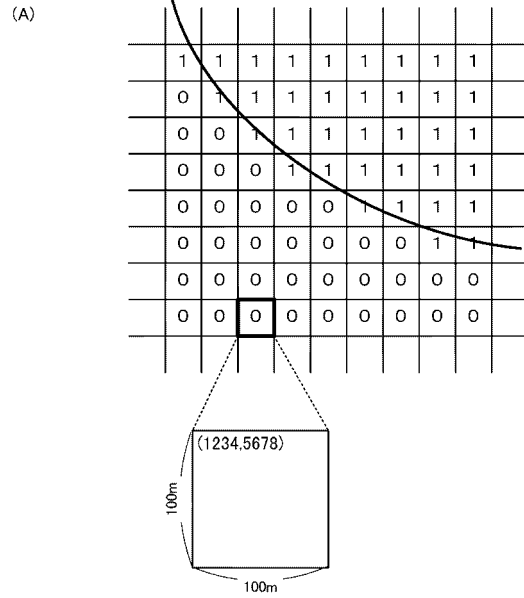 (A)
1 1 1 1 1 1 1 1 1
0 1 1 1 1 1 1 1 1
0 0 1 1 1 1 1 1 1
0 0 0 1 1 1 1 1 1
0 0 0 0 0 1 1 1 1
0 0 0 0 0 0 0 1 1
0 0 0 0 0 0 0 0 0
0 0 0 0 0 0 0 0 0
(1234,5678)
100m
100m